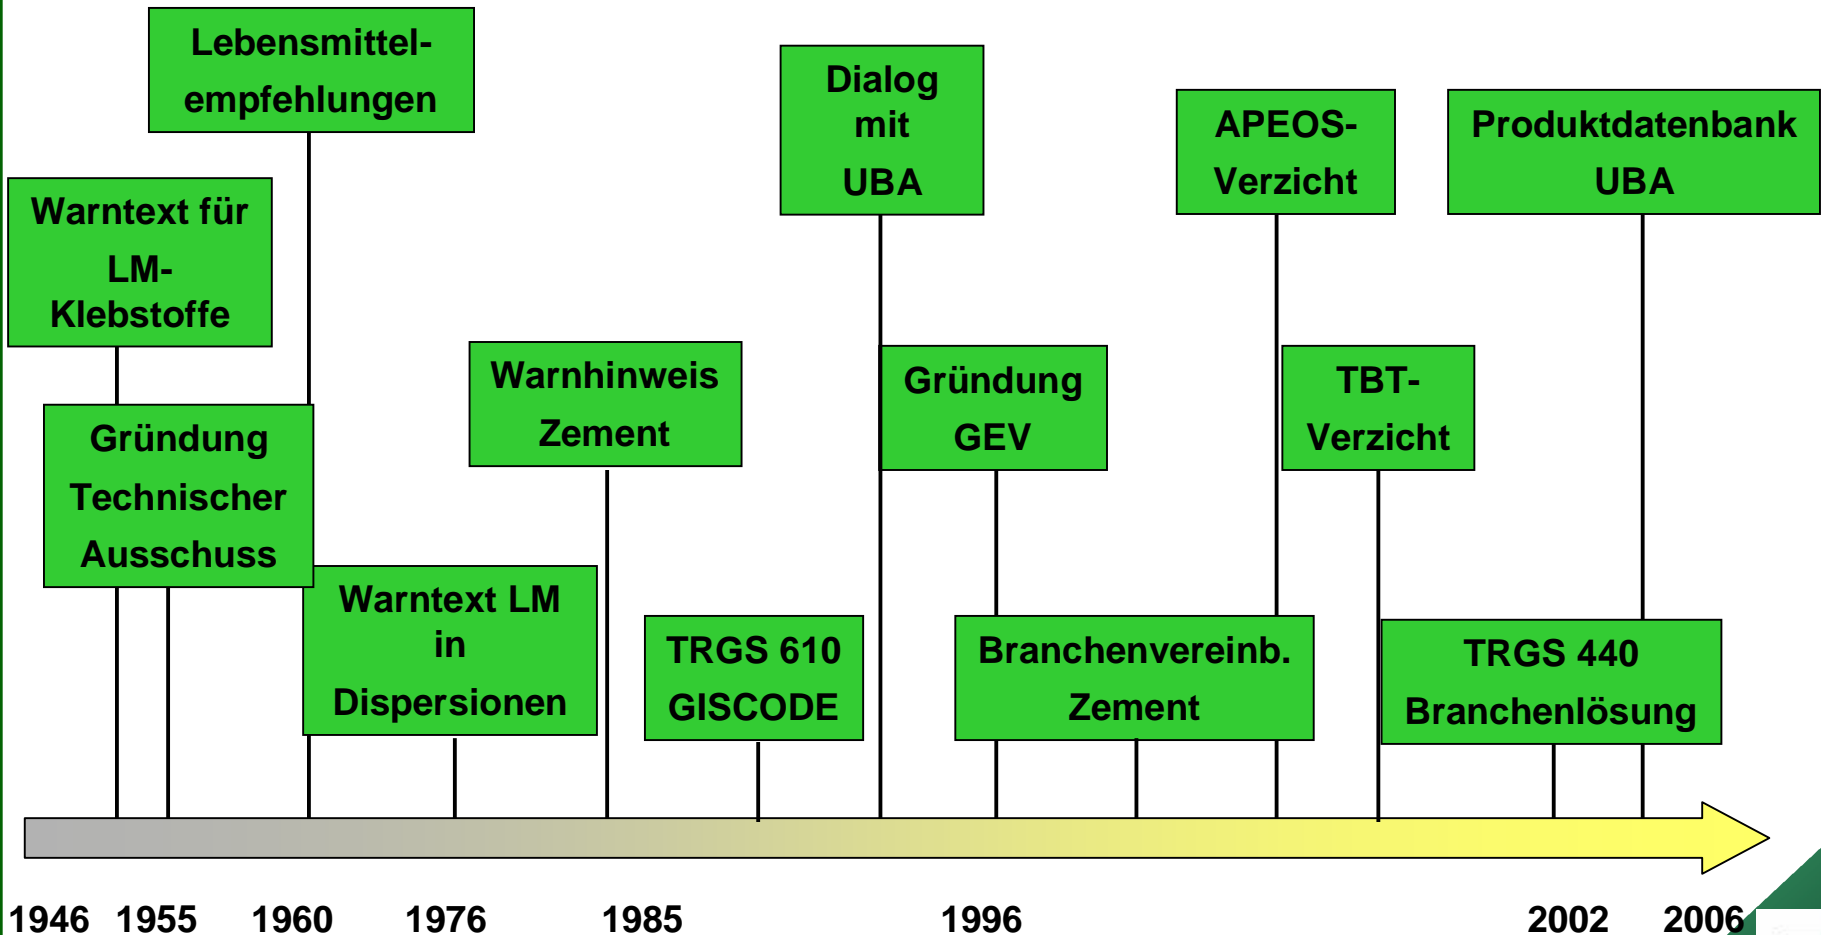 Lebensmittel-
empfehlungen
Dialog
mit
UBA
APEOS-
Verzicht
Produktdatenbank
UBA
Warntext für
LM-
Klebstoffe
Warnhinweis
Zement
Gründung
GEV
TBT-
Verzicht
Gründung
Technischer
Ausschuss
Warntext LM
in
Dispersionen
TRGS 610
GISCODE
Branchenvereinb.
Zement
TRGS 440
Branchenlösung
1946 1955 1960 1976 1985 1996 2002 2006